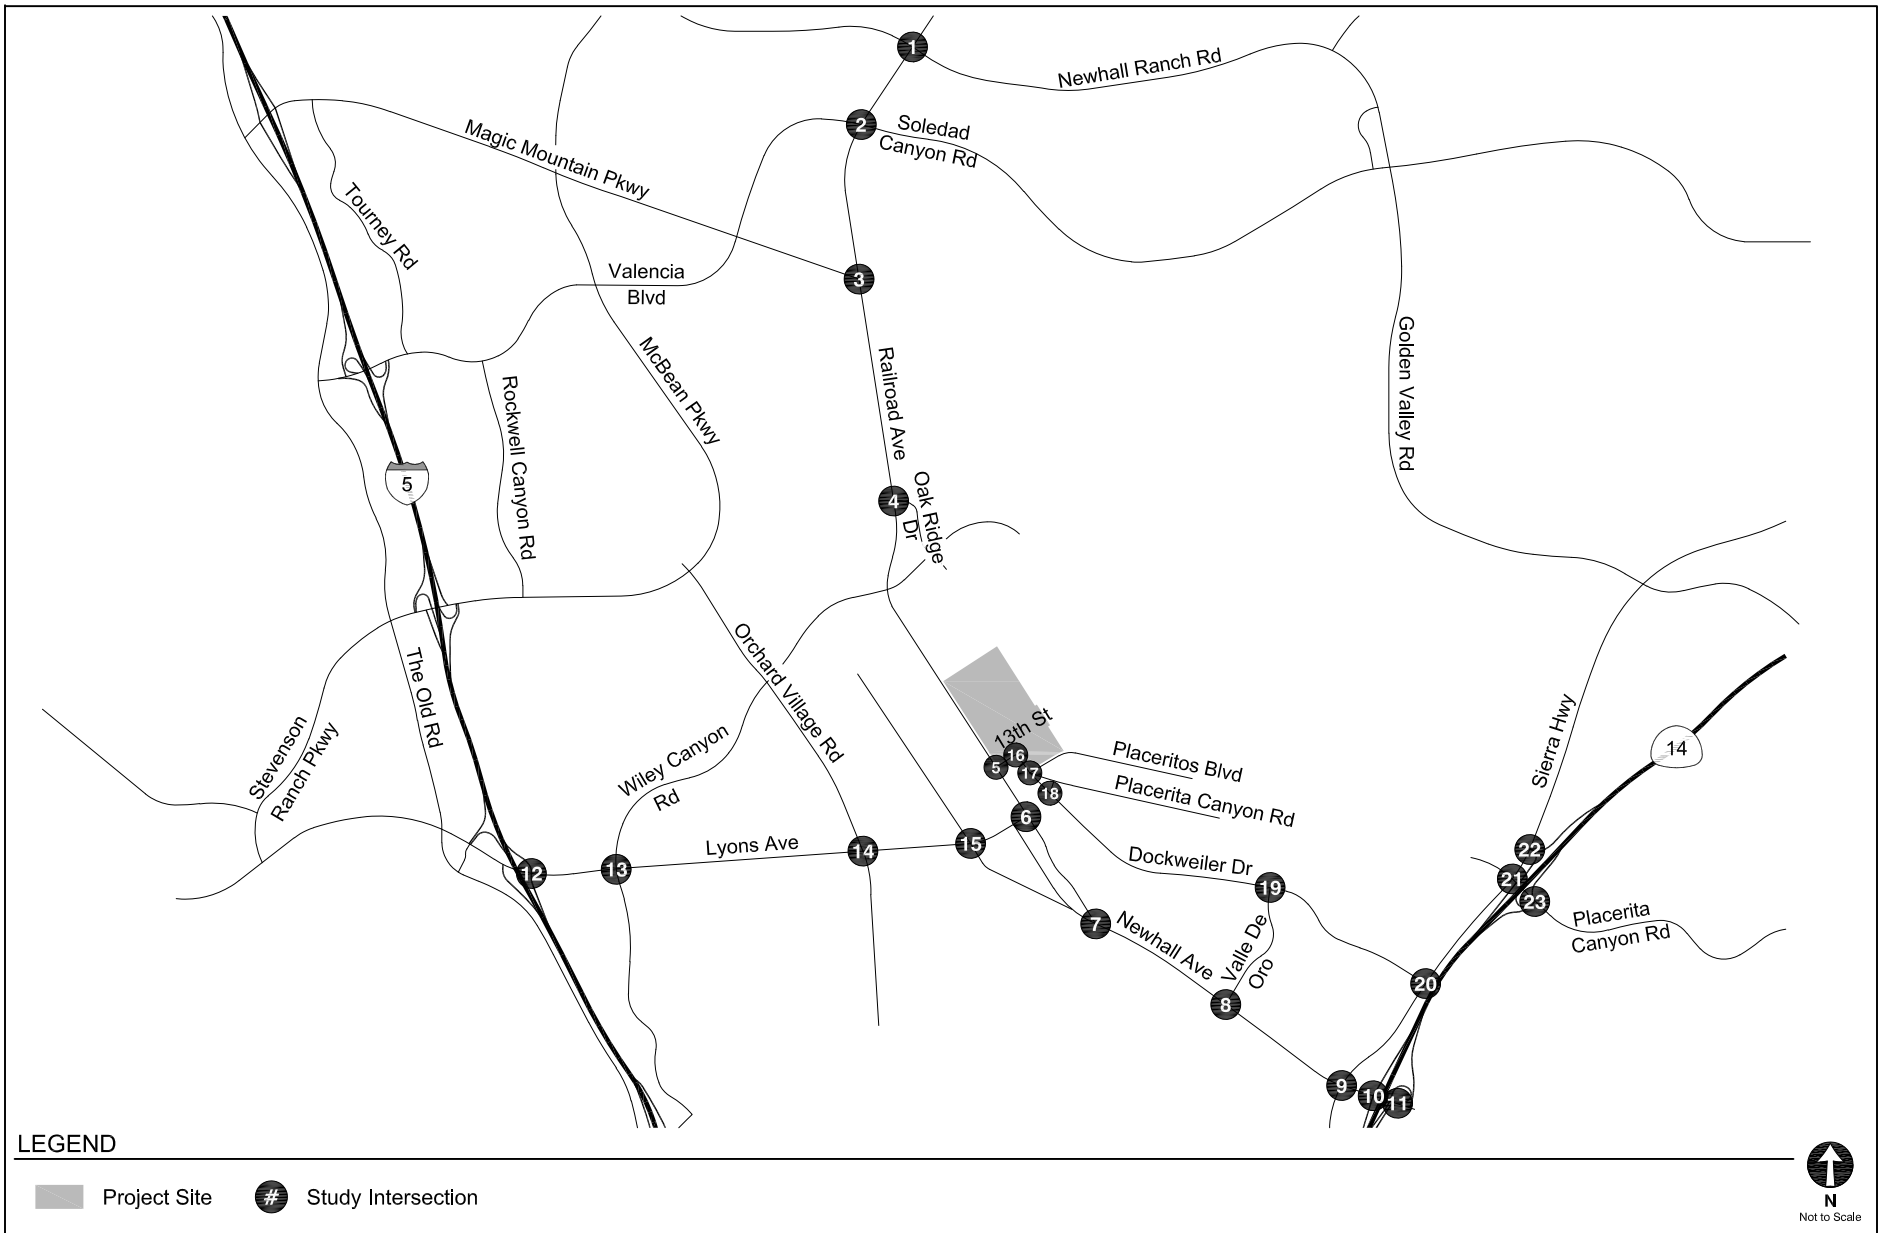 1
Newhall Ranch Rd
2
Soledad
Canyon Rd
Magic Mountain Pkwy
Tourney Rd
Valencia
Blvd
3
McBean Pkwy
Railroad Ave
Golden Valley Rd
Rockwell Canyon Rd
5
4
Oak Ridge
Dr
Orchard Village Rd
The Old Rd
Stevenson
Ranch Pkwy
Wiley Canyon
Rd
13th St
16
5
17
18
Placeritos Blvd
Placerita Canyon Rd
Sierra Hwy
14
6
15
Lyons Ave
14
13
12
Dockweiler Dr
19
22
21
23
Placerita
Canyon Rd
7
Newhall Ave
Valle De
Oro
8
20
9
10
11
LEGEND
Project Site
# Study Intersection
N
Not to Scale